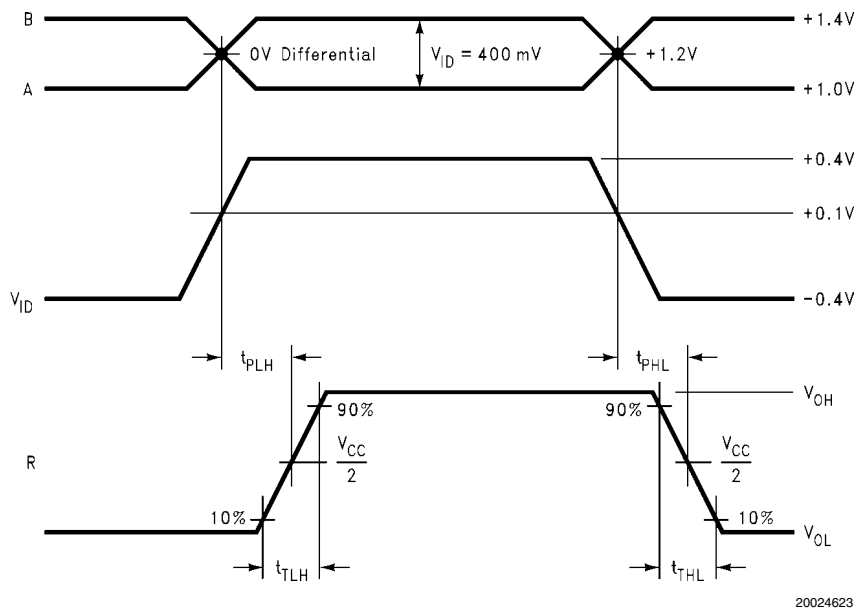 B
+1.4V
0V Differential
V_ID = 400 mV
+1.2V
A
+1.0V
+0.4V
+0.1V
V_ID
-0.4V
t_PLH
t_PHL
V_OH
90%
90%
R
V_CC
2
V_CC
2
10%
10%
V_OL
t_TLH
t_THL
20024623